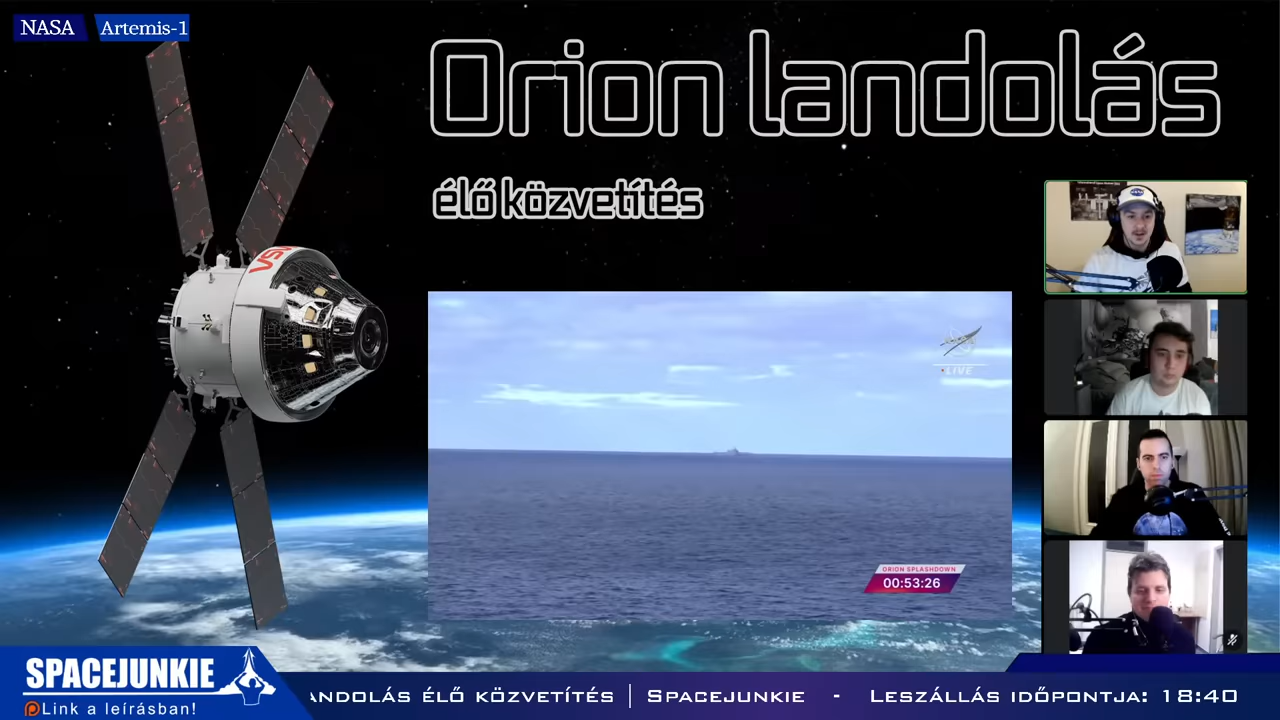 NASA
Artemis-1
Orion landolás
élő közvetítés
NASA
LIVE
ORION SPLASHDOWN
00:53:26
SPACEJUNKIE
Link a leírásban!
ANDOLÁS ÉLŐ KÖZVETÍTÉS | SPACEJUNKIE - LESZÁLLÁS IDŐPONTJA: 18:40